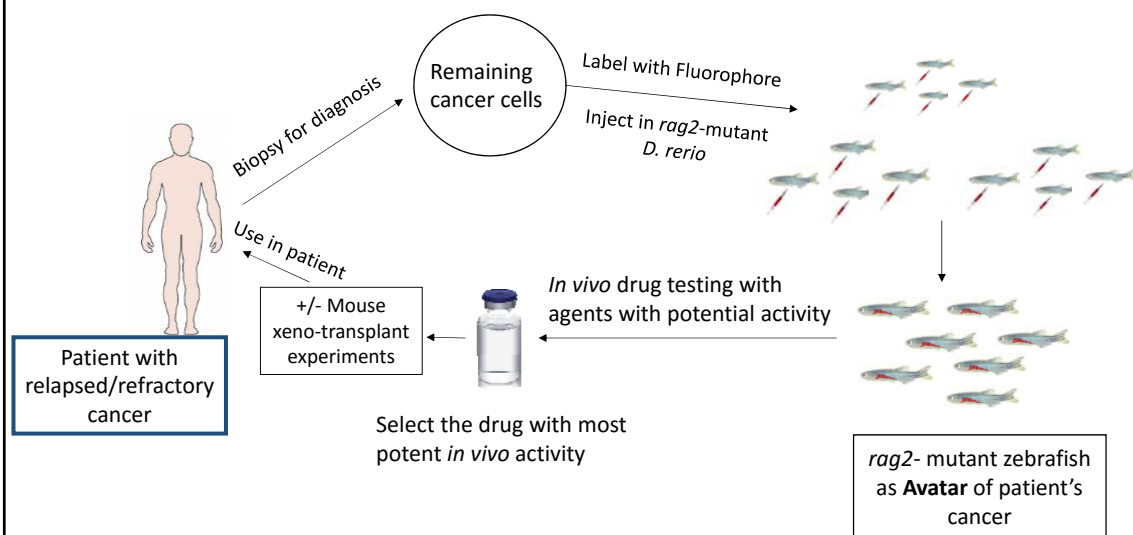 Patient with
relapsed/refractory
cancer
Biopsy for diagnosis
Remaining
cancer cells
Label with Fluorophore
Inject in rag2-mutant
D. rerio
rag2- mutant zebrafish
as Avatar of patient's
cancer
In vivo drug testing with
agents with potential activity
Select the drug with most
potent in vivo activity
+/- Mouse
xeno-transplant
experiments
Use in patient